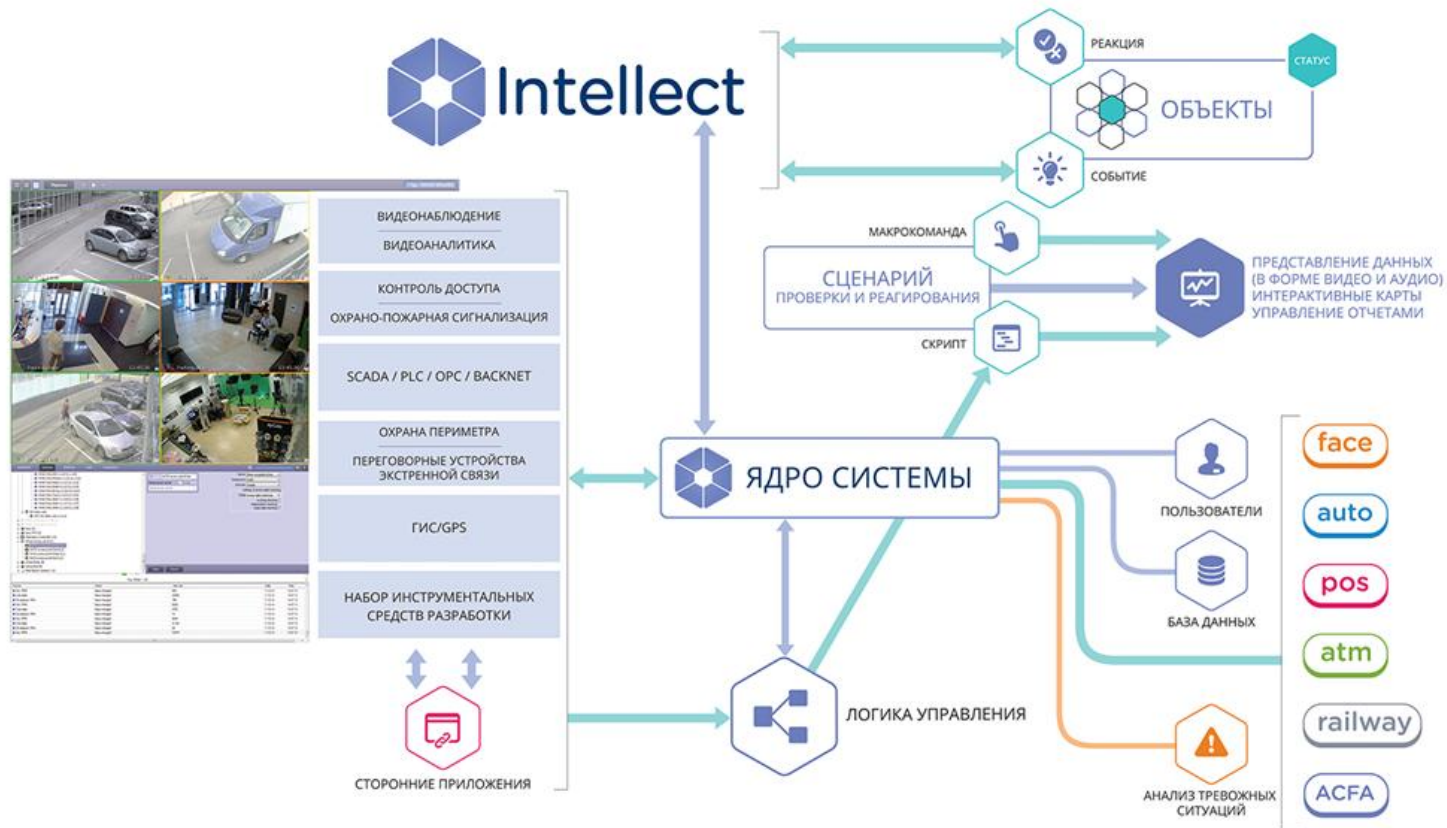 Intellect
РЕАКЦИЯ
СТАТУС
ОБЪЕКТЫ
СОБЫТИЕ
ВИДЕОНАБЛЮДЕНИЕ
ВИДЕОАНАЛИТИКА
КОНТРОЛЬ ДОСТУПА
ОХРАНО-ПОЖАРНАЯ СИГНАЛИЗАЦИЯ
SCADA / PLC / OPC / BACKNET
ОХРАНА ПЕРИМЕТРА
ПЕРЕГОВОРНЫЕ УСТРОЙСТВА
ЭКСТРЕННОЙ СВЯЗИ
ГИС/GPS
НАБОР ИНСТРУМЕНТАЛЬНЫХ
СРЕДСТВ РАЗРАБОТКИ
СТОРОННИЕ ПРИЛОЖЕНИЯ
МАКРОКОМАНДА
СЦЕНАРИЙ
ПРОВЕРКИ И РЕАГИРОВАНИЯ
СКРИПТ
ПРЕДСТАВЛЕНИЕ ДАННЫХ
(В ФОРМЕ ВИДЕО И АУДИО)
ИНТЕРАКТИВНЫЕ КАРТЫ
УПРАВЛЕНИЕ ОТЧЕТАМИ
ЯДРО СИСТЕМЫ
ЛОГИКА УПРАВЛЕНИЯ
ПОЛЬЗОВАТЕЛИ
БАЗА ДАННЫХ
АНАЛИЗ ТРЕВОЖНЫХ
СИТУАЦИЙ
face
auto
pos
atm
railway
ACFA